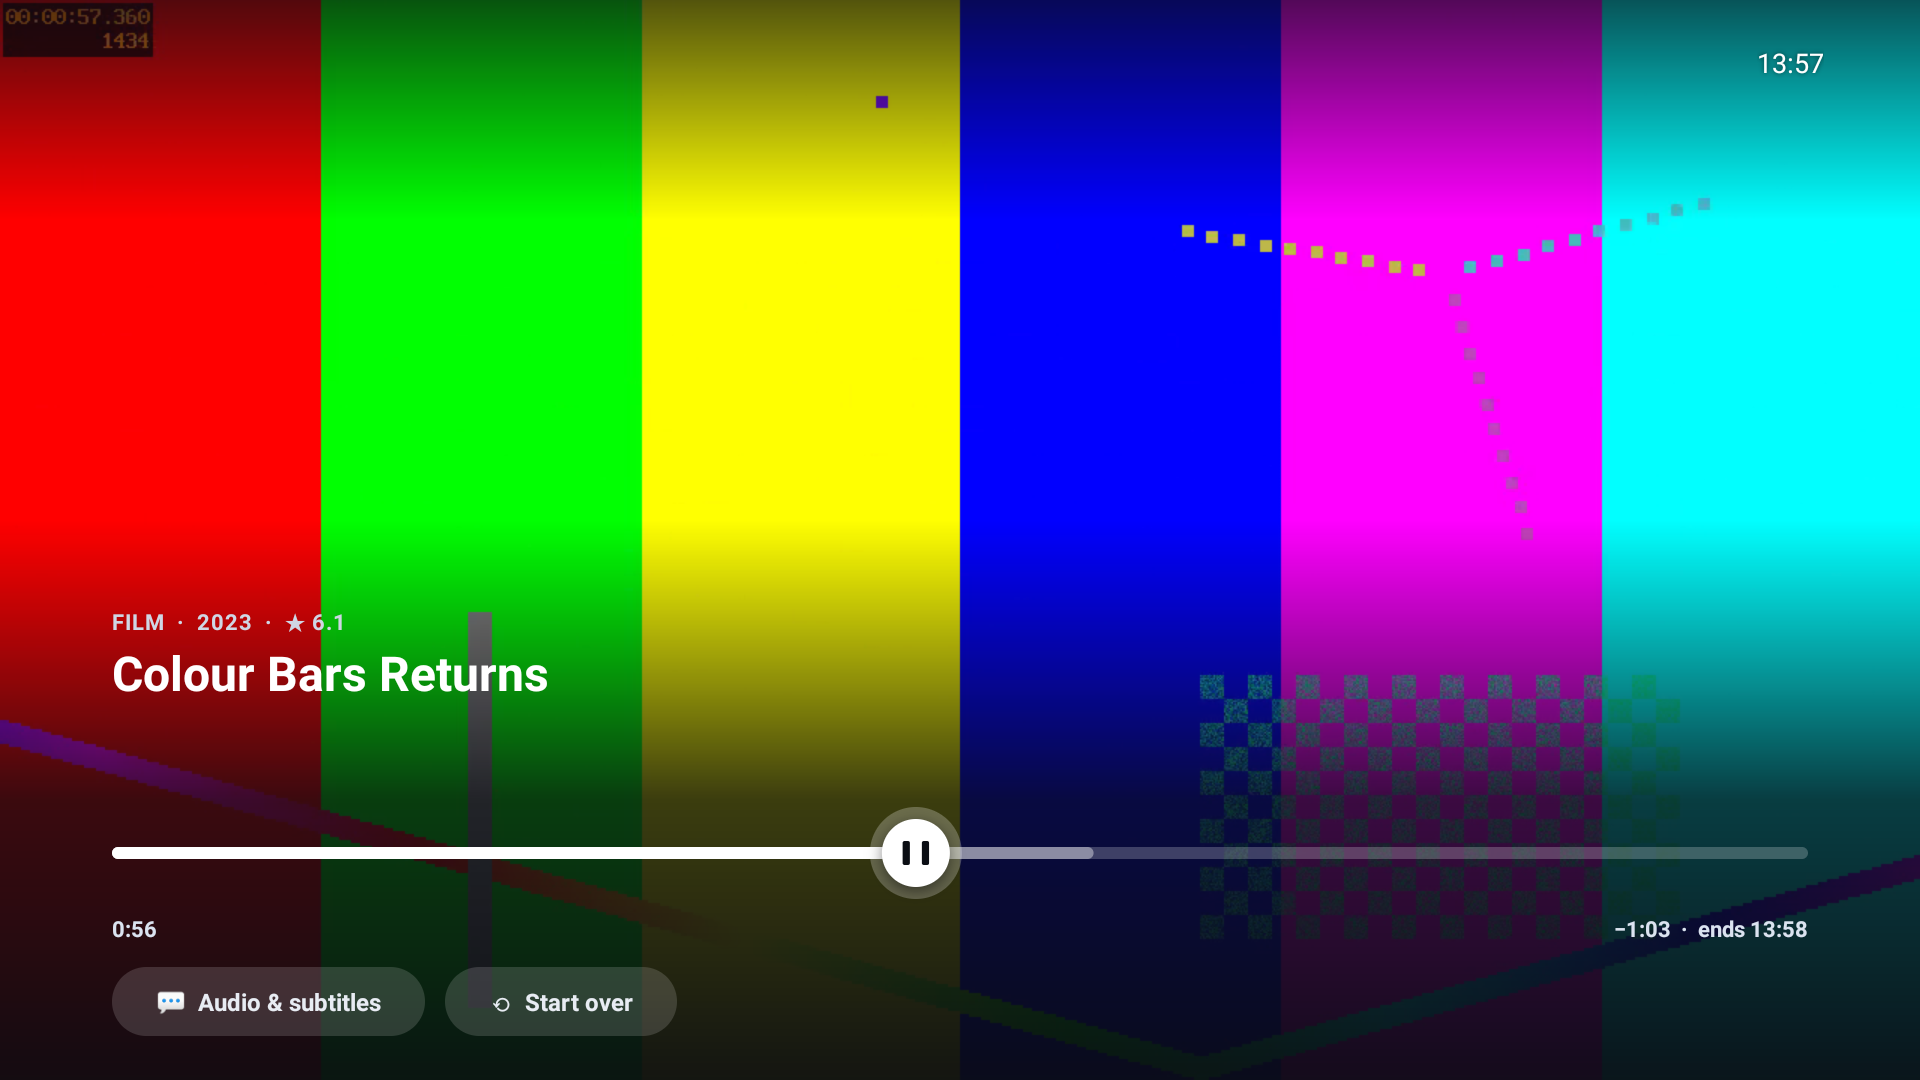 00:00:57.360
1434
13:57
FILM · 2023 · ★ 6.1
Colour Bars Returns
0:56
−1:03 · ends 13:58
Audio & subtitles
Start over